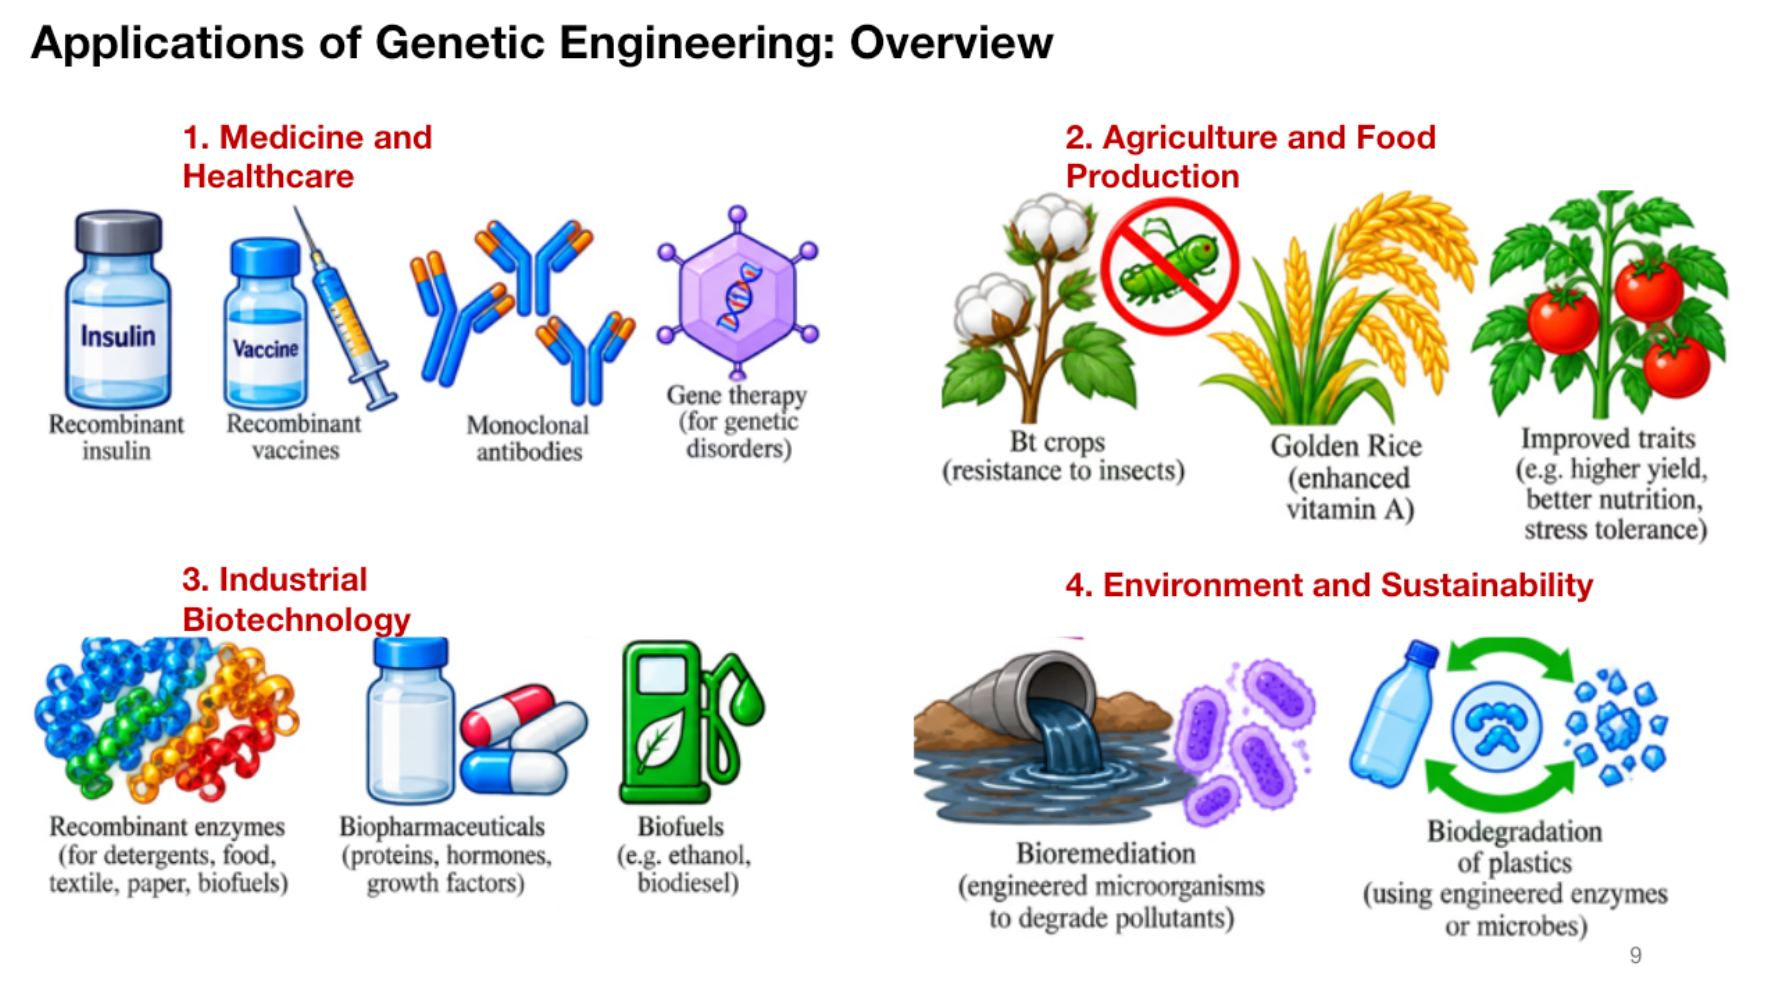 Applications of Genetic Engineering: Overview
1. Medicine and
Healthcare
Insulin
Vaccine
Recombinant
insulin
Recombinant
vaccines
Monoclonal
antibodies
Gene therapy
(for genetic
disorders)
2. Agriculture and Food
Production
Bt crops
(resistance to insects)
Golden Rice
(enhanced
vitamin A)
Improved traits
(e.g. higher yield,
better nutrition,
stress tolerance)
3. Industrial
Biotechnology
Recombinant enzymes
(for detergents, food,
textile, paper, biofuels)
Biopharmaceuticals
(proteins, hormones,
growth factors)
Biofuels
(e.g. ethanol,
biodiesel)
4. Environment and Sustainability
Bioremediation
(engineered microorganisms
to degrade pollutants)
Biodegradation
of plastics
(using engineered enzymes
or microbes)
9